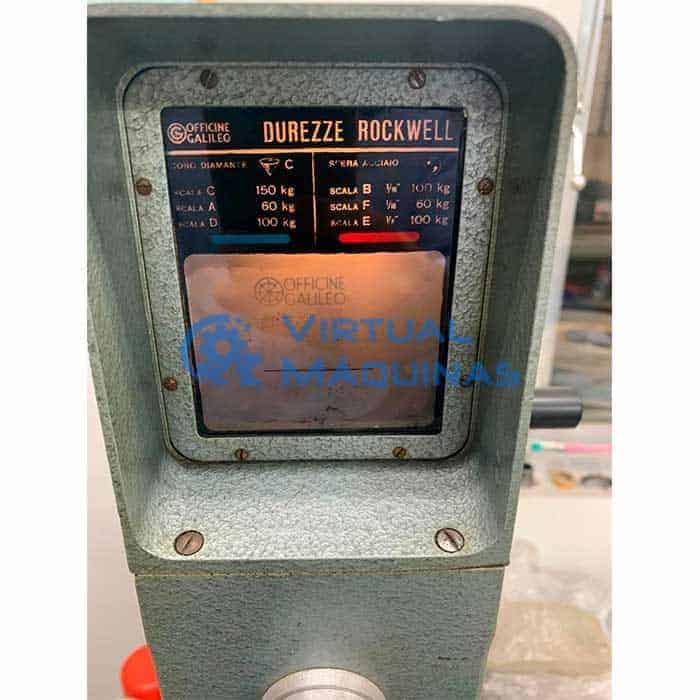 OFFICINE
GALILEO
DUREZZE ROCKWELL
CONO DIAMANTE C
SCALA C 150 kg
SCALA A 60 kg
SCALA D 100 kg
SFERA ACCIAIO
SCALA B 1/16" 100 kg
SCALA F 1/16" 60 kg
SCALA E 1/8" 100 kg
OFFICINE
GALILEO
VIRTUAL
MÁQUINAS